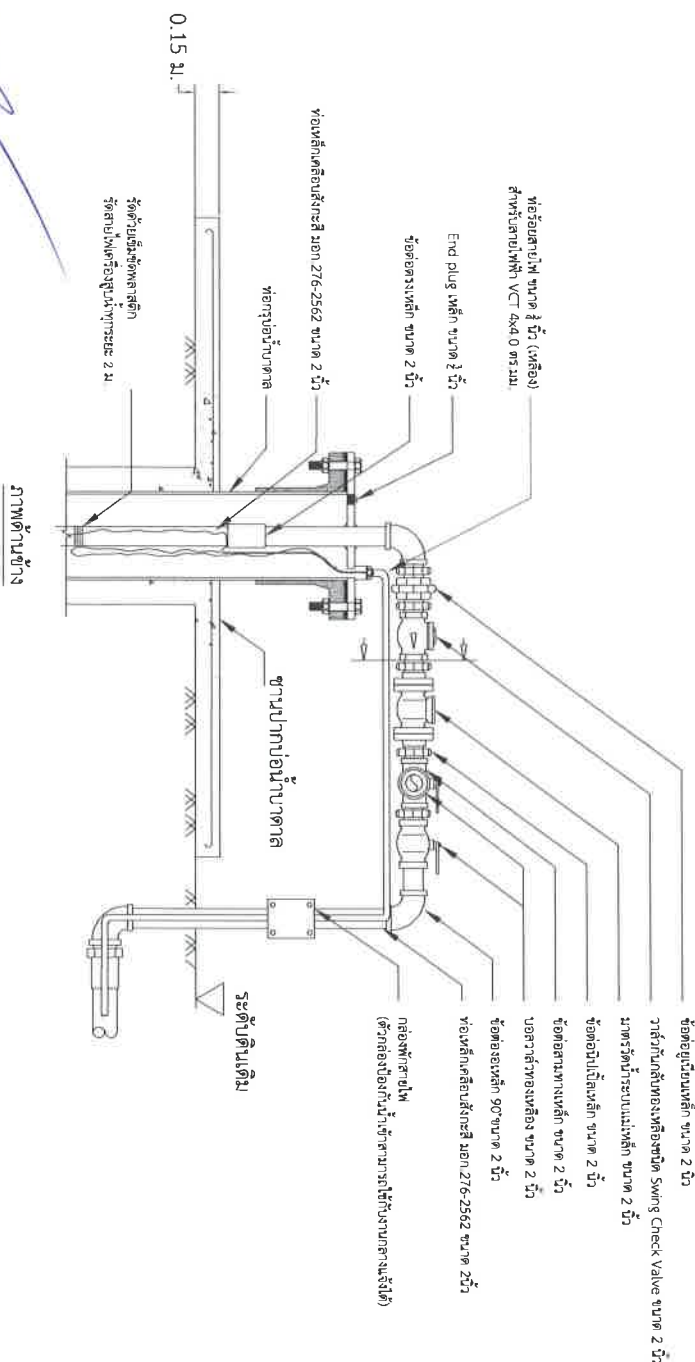 ข้อต่อยูเนียนเหล็ก ขนาด 2 นิ้ว
วาล์วกันกลับทองเหลืองชนิด Swing Check Valve ขนาด 2 นิ้ว
มาตรวัดน้ำระบบแม่เหล็ก ขนาด 2 นิ้ว
ข้อต่อนิปเปิ้ลเหล็ก ขนาด 2 นิ้ว
ข้อต่อสามทางเหล็ก ขนาด 2 นิ้ว
บอลวาล์วทองเหลือง ขนาด 2 นิ้ว
ข้อต่องอเหล็ก 90° ขนาด 2 นิ้ว
ท่อเหล็กเคลือบสังกะสี มอก.276-2562 ขนาด 2นิ้ว
กล่องพักสายไฟ
(ตัวกล่องป้องกันน้ำเข้าสามารถใช้กับงานกลางแจ้งได้)
ท่อร้อยสายไฟ ขนาด ¾ นิ้ว (เหลือง)
สำหรับสายไฟฟ้า VCT 4x4.0 ตร.มม.
End plug เหล็ก ขนาด ¾ นิ้ว
ข้อต่อตรงเหล็ก ขนาด 2 นิ้ว
ท่อเหล็กเคลือบสังกะสี มอก 276-2562 ขนาด 2 นิ้ว
ท่อกรุบ่อน้ำบาดาล
ชานปากบ่อน้ำบาดาล
ระดับดินเดิม
0.15 ม.
รัดด้วยเข็มขัดพลาสติก
รัดสายไฟเครื่องสูบน้ำทุกระยะ 2 ม
ภาพด้านข้าง